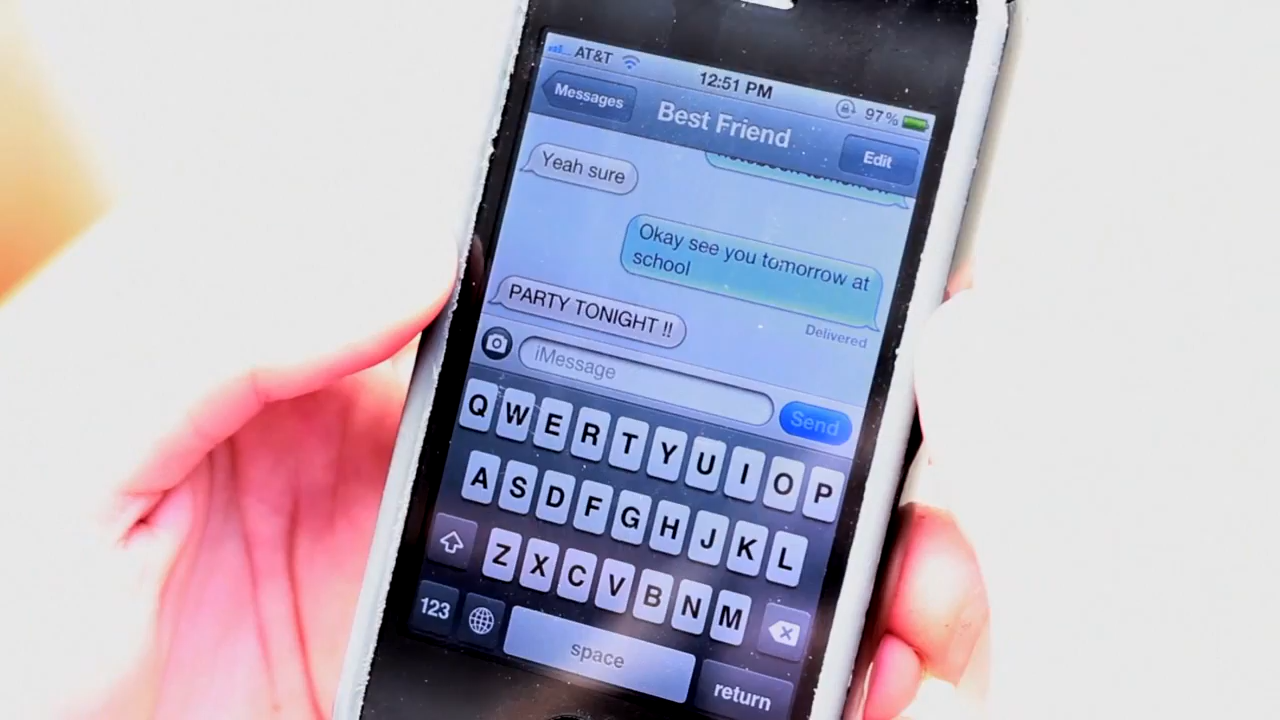 AT&T 12:51 PM 97%
Messages Best Friend Edit
Yeah sure
Okay see you tomorrow at
school
Delivered
PARTY TONIGHT !!
iMessage Send
Q W E R T Y U I O P
A S D F G H J K L
Z X C V B N M
123 space return